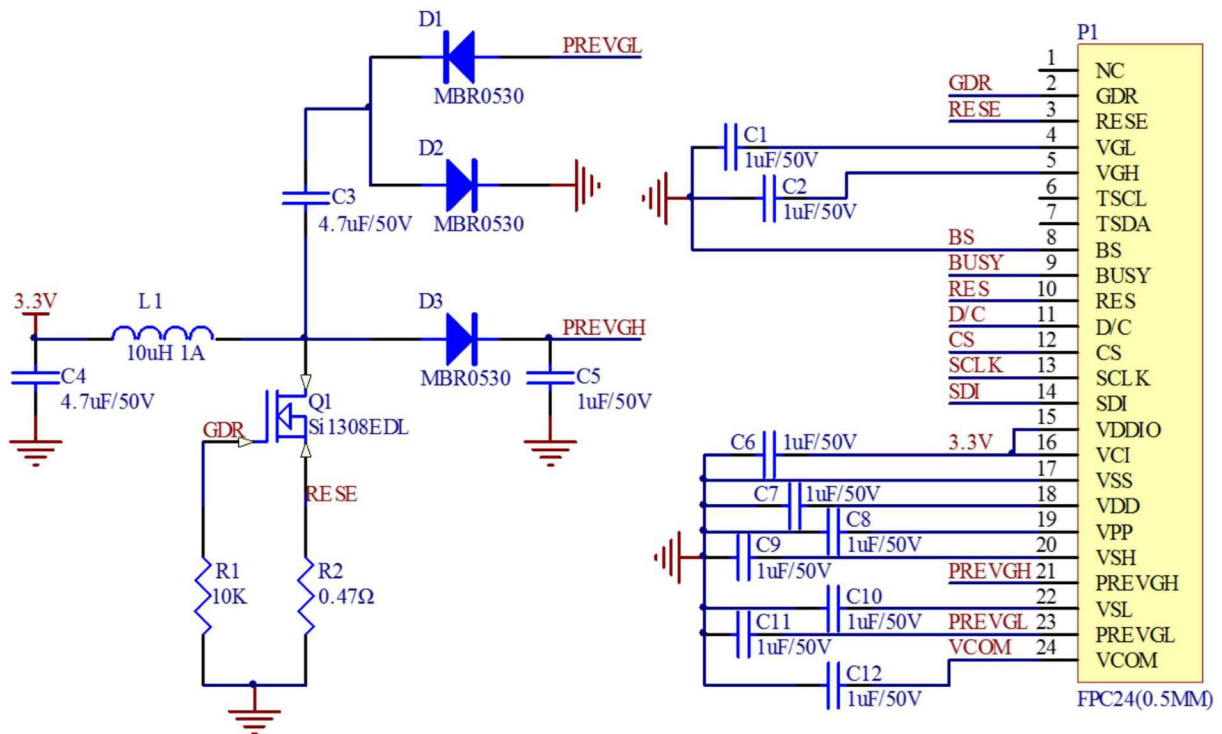 D1
PREVGL
MBR0530
D2
MBR0530
C3
4.7uF/50V
3.3V
L1
10uH 1A
D3
PREVGH
MBR0530
C4
4.7uF/50V
C5
1uF/50V
Q1
Si1308EDL
GDR
RESE
R1
10K
R2
0.47Ω
P1
1 NC
GDR 2 GDR
RESE 3 RESE
C1 4 VGL
1uF/50V
5 VGH
C2 6 TSCL
1uF/50V
7 TSDA
BS 8 BS
BUSY 9 BUSY
RES 10 RES
D/C 11 D/C
CS 12 CS
SCLK 13 SCLK
SDI 14 SDI
15 VDDIO
C6 1uF/50V 3.3V 16 VCI
17 VSS
C7 1uF/50V 18 VDD
C8 19 VPP
1uF/50V
C9 20 VSH
1uF/50V
PREVGH 21 PREVGH
C10 22 VSL
1uF/50V
C11 PREVGL 23 PREVGL
1uF/50V
VCOM 24 VCOM
C12
1uF/50V
FPC24(0.5MM)